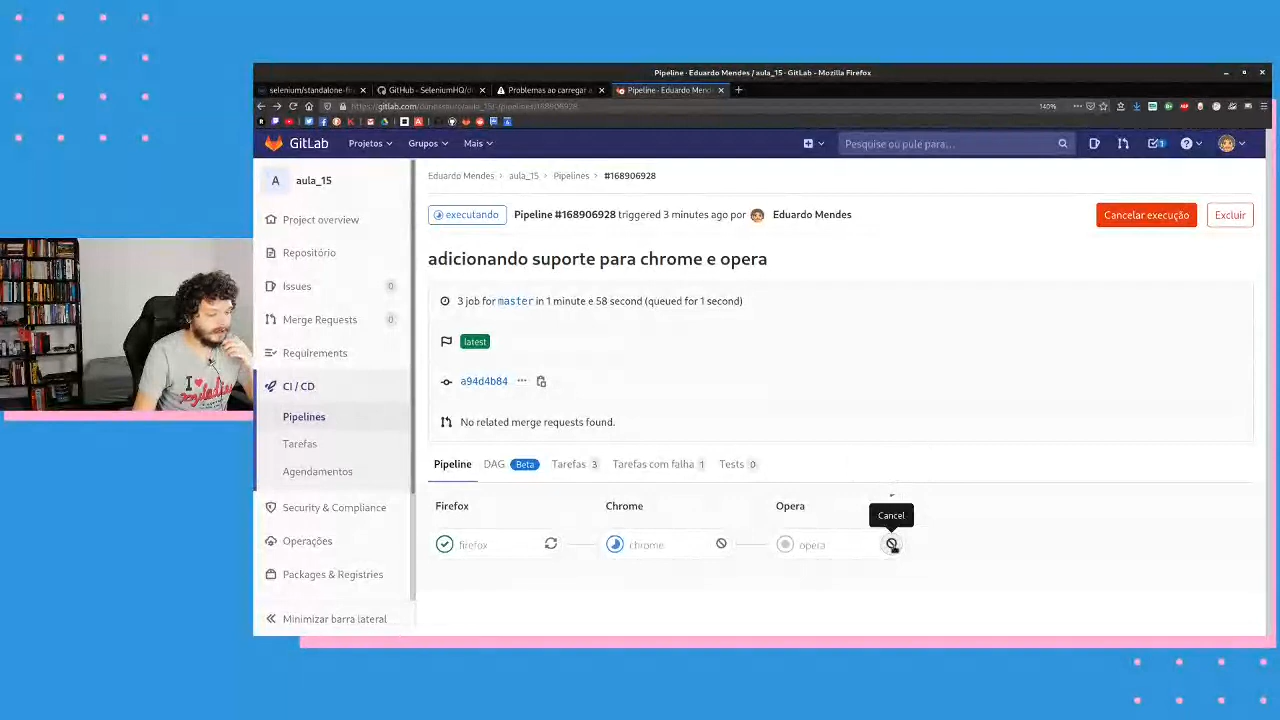 Pipeline · Eduardo Mendes / aula_15 · GitLab - Mozilla Firefox
selenium/standalone-fir
GitHub - SeleniumHQ/d
Problemas ao carregar a
Pipeline · Eduardo Mend
140%
GitLab
Projetos
Grupos
Mais
Pesquise ou pule para...
1
A
aula_15
Project overview
Repositório
Issues 0
Merge Requests 0
Requirements
CI / CD
Pipelines
Tarefas
Agendamentos
Security & Compliance
Operações
Packages & Registries
Minimizar barra lateral
Eduardo Mendes > aula_15 > Pipelines > #168906928
executando Pipeline #168906928 triggered 3 minutes ago por Eduardo Mendes
Cancelar execução Excluir
adicionando suporte para chrome e opera
3 job for master in 1 minute e 58 second (queued for 1 second)
latest
a94d4b84 ...
No related merge requests found.
Pipeline DAG Beta Tarefas 3 Tarefas com falha 1 Tests 0
Firefox Chrome Opera
Cancel
firefox chrome opera